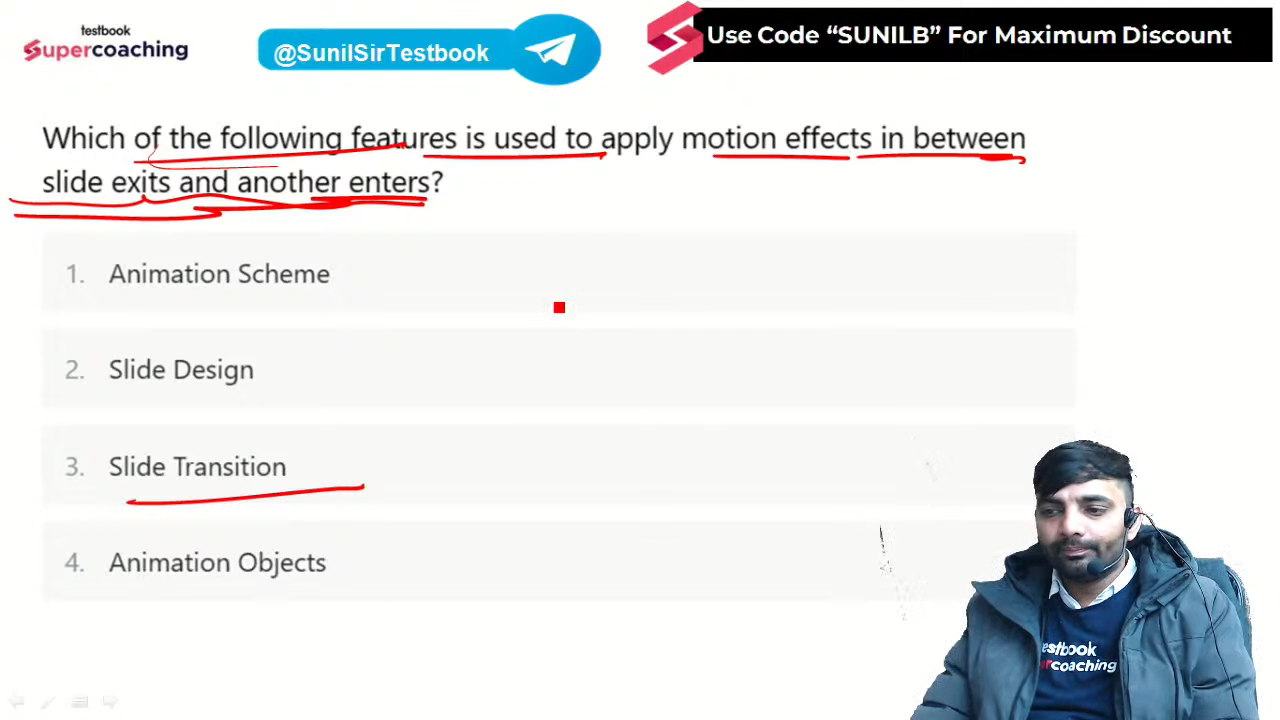 testbook
Supercoaching
@SunilSirTestbook
Use Code “SUNILB” For Maximum Discount
Which of the following features is used to apply motion effects in between
slide exits and another enters?
1. Animation Scheme
2. Slide Design
3. Slide Transition
4. Animation Objects
testbook
ercoaching